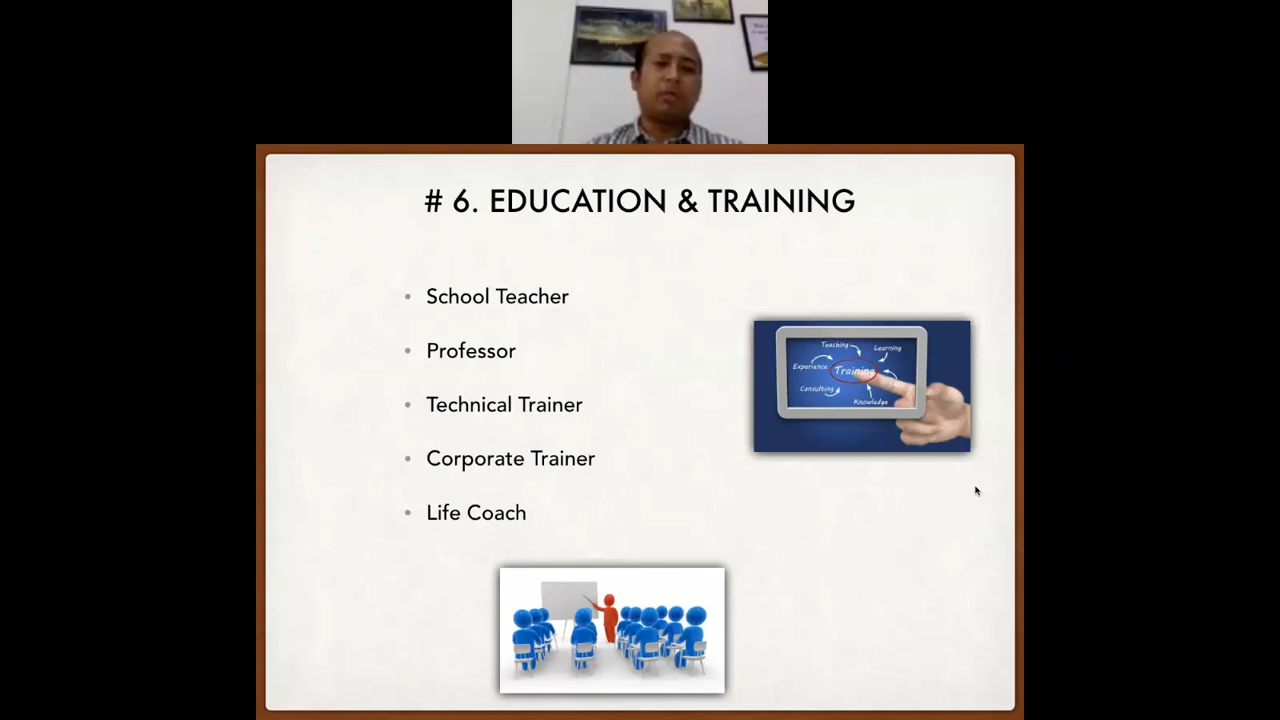 # 6. EDUCATION & TRAINING
• School Teacher
• Professor
• Technical Trainer
• Corporate Trainer
• Life Coach
Teaching
Learning
Experience
Training
Consulting
Knowledge